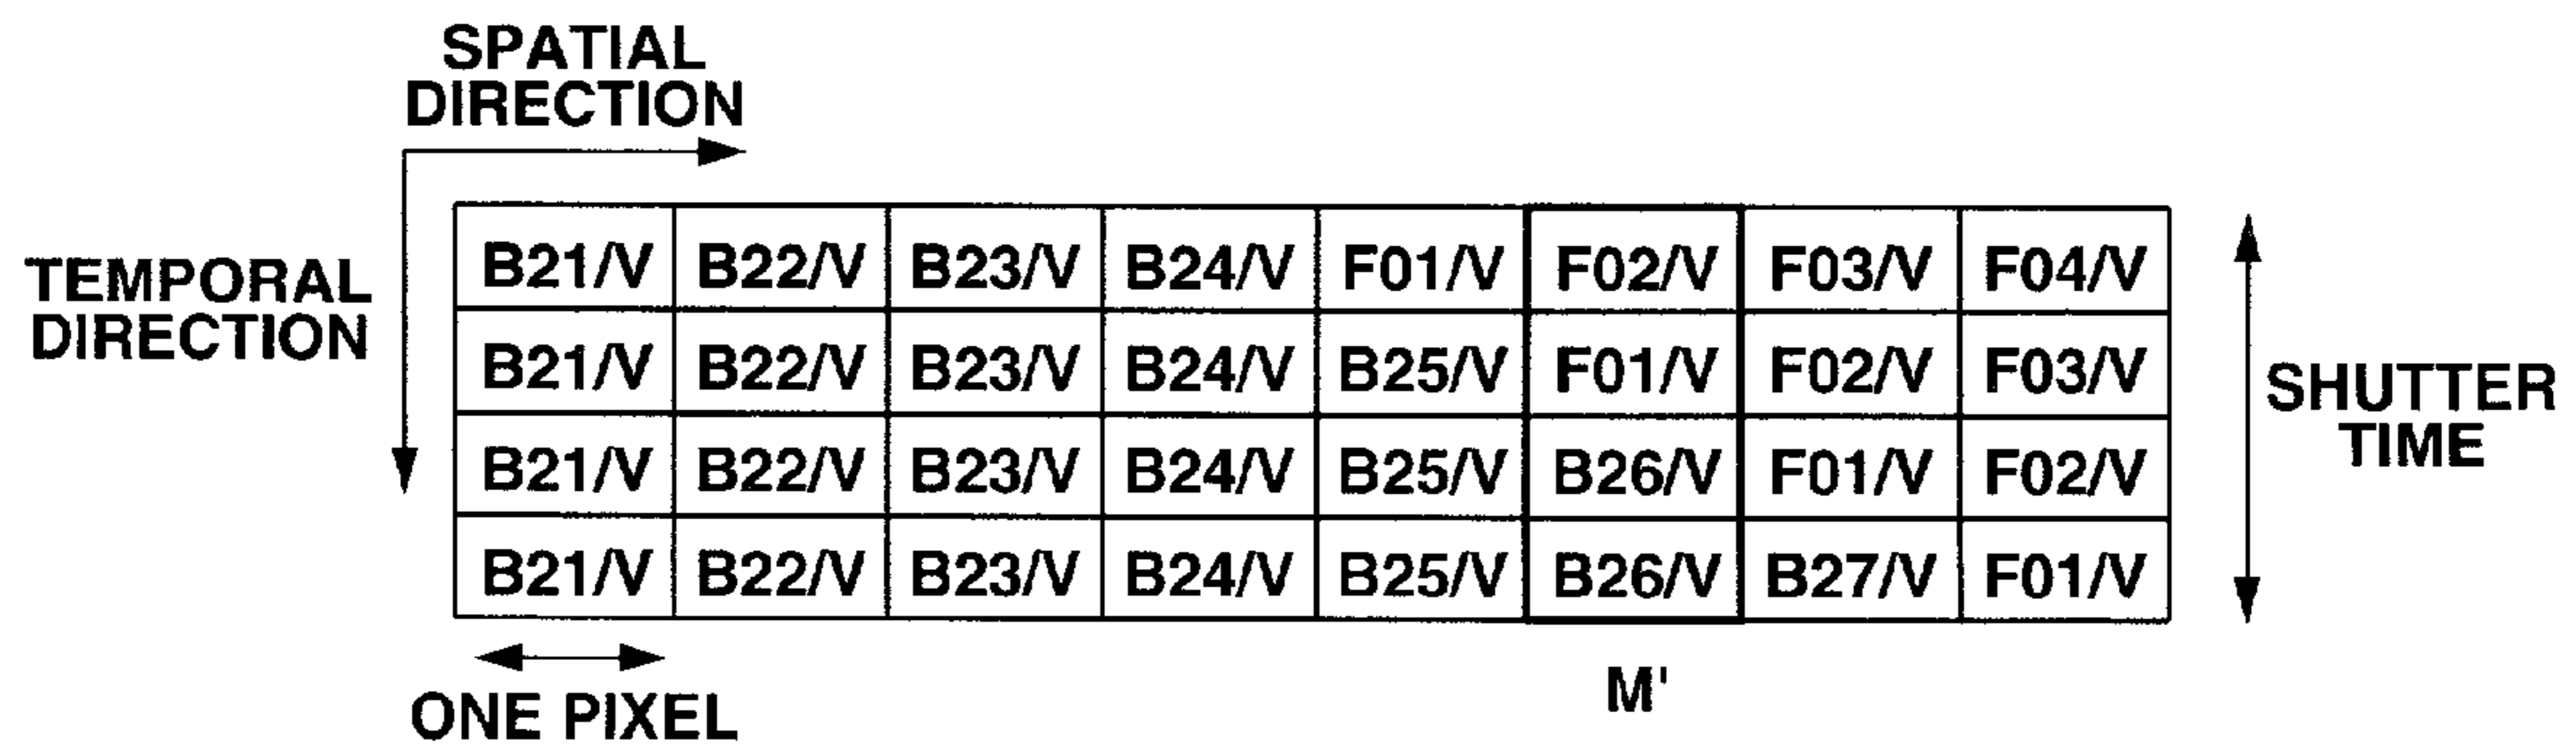 SPATIAL
DIRECTION
TEMPORAL
DIRECTION
B21/V B22/V B23/V B24/V F01/V F02/V F03/V F04/V
B21/V B22/V B23/V B24/V B25/V F01/V F02/V F03/V
B21/V B22/V B23/V B24/V B25/V B26/V F01/V F02/V
B21/V B22/V B23/V B24/V B25/V B26/V B27/V F01/V
SHUTTER
TIME
ONE PIXEL
M'